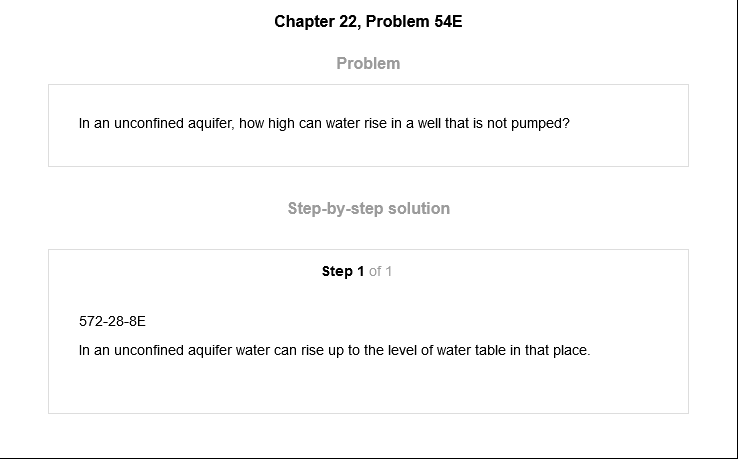 Chapter 22, Problem 54E
Problem
In an unconfined aquifer, how high can water rise in a well that is not pumped?
Step-by-step solution
Step 1 of 1
572-28-8E
In an unconfined aquifer water can rise up to the level of water table in that place.